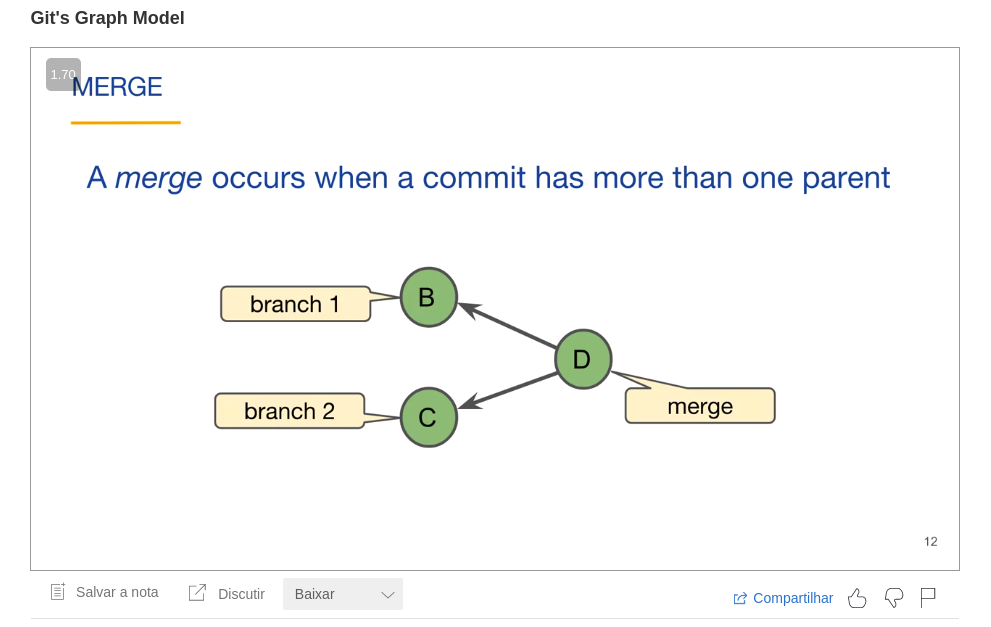 Git's Graph Model
1.70
MERGE
A merge occurs when a commit has more than one parent
branch 1
B
D
branch 2
C
merge
12
Salvar a nota
Discutir
Baixar
Compartilhar